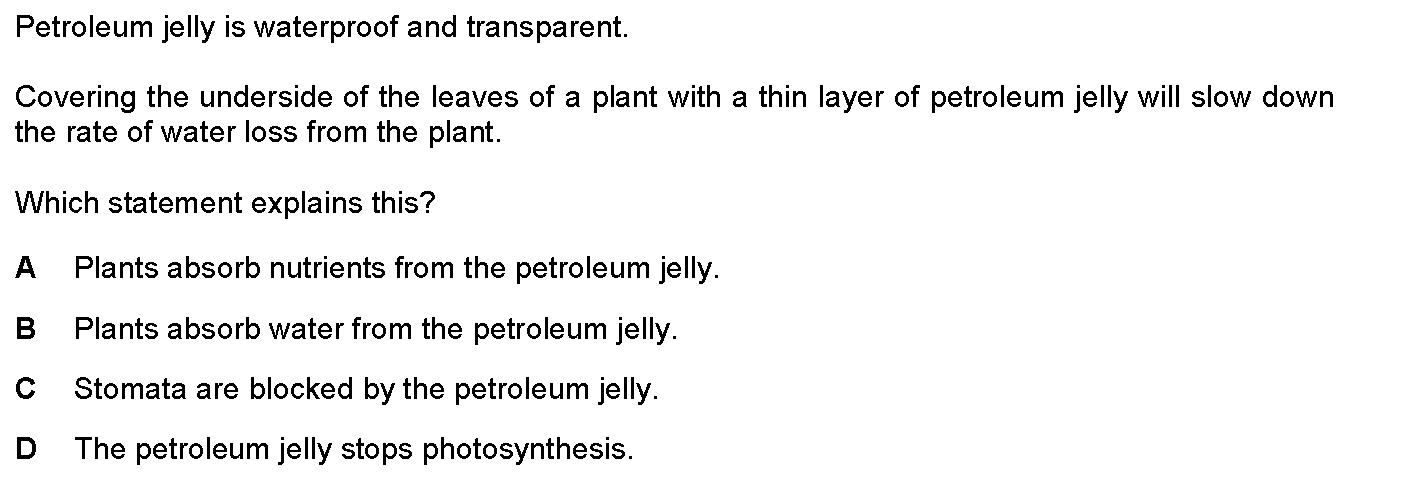 Petroleum jelly is waterproof and transparent.
Covering the underside of the leaves of a plant with a thin layer of petroleum jelly will slow down
the rate of water loss from the plant.
Which statement explains this?
A Plants absorb nutrients from the petroleum jelly.
B Plants absorb water from the petroleum jelly.
C Stomata are blocked by the petroleum jelly.
D The petroleum jelly stops photosynthesis.